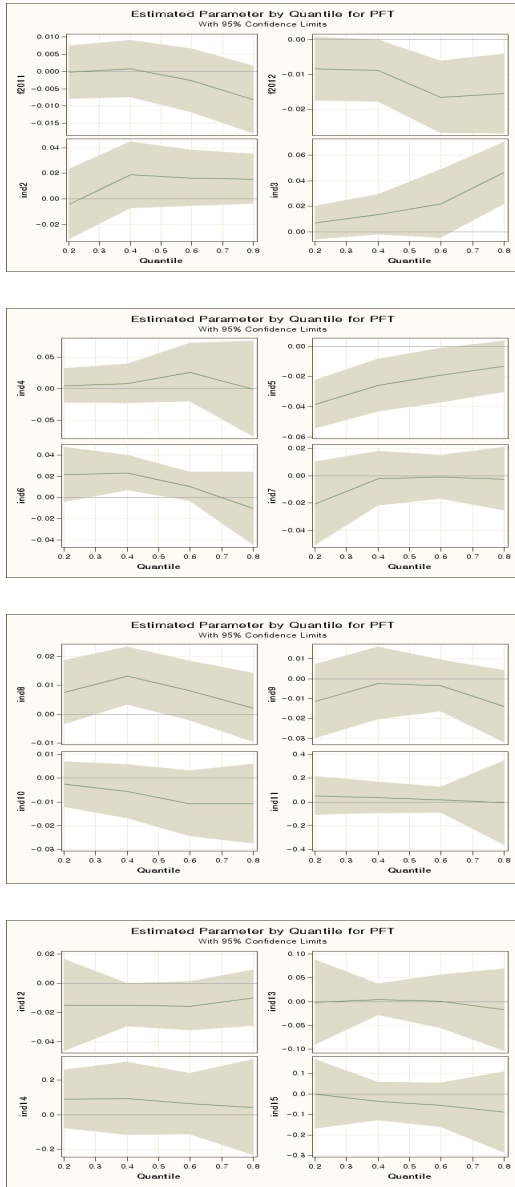 Estimated Parameter by Quantile for PFT
With 95% Confidence Limits
f2011
0.010
0.005
0.000
−0.005
−0.010
−0.015
f2012
0.00
−0.01
−0.02
ind2
0.04
0.02
0.00
−0.02
ind3
0.06
0.04
0.02
0.00
0.2 0.3 0.4 0.5 0.6 0.7 0.8
Quantile
0.2 0.3 0.4 0.5 0.6 0.7 0.8
Quantile
Estimated Parameter by Quantile for PFT
With 95% Confidence Limits
ind4
0.05
0.00
−0.05
ind5
0.00
−0.02
−0.04
−0.06
ind6
0.04
0.02
0.00
−0.02
−0.04
ind7
0.02
0.00
−0.02
−0.04
0.2 0.3 0.4 0.5 0.6 0.7 0.8
Quantile
0.2 0.3 0.4 0.5 0.6 0.7 0.8
Quantile
Estimated Parameter by Quantile for PFT
With 95% Confidence Limits
ind8
0.02
0.01
0.00
−0.01
ind9
0.01
0.00
−0.01
−0.02
−0.03
ind10
0.01
0.00
−0.01
−0.02
−0.03
ind11
0.4
0.2
0.0
−0.2
−0.4
0.2 0.3 0.4 0.5 0.6 0.7 0.8
Quantile
0.2 0.3 0.4 0.5 0.6 0.7 0.8
Quantile
Estimated Parameter by Quantile for PFT
With 95% Confidence Limits
ind12
0.02
0.00
−0.02
−0.04
ind13
0.10
0.05
0.00
−0.05
−0.10
ind14
0.2
0.0
−0.2
ind15
0.1
0.0
−0.1
−0.2
−0.3
0.2 0.3 0.4 0.5 0.6 0.7 0.8
Quantile
0.2 0.3 0.4 0.5 0.6 0.7 0.8
Quantile